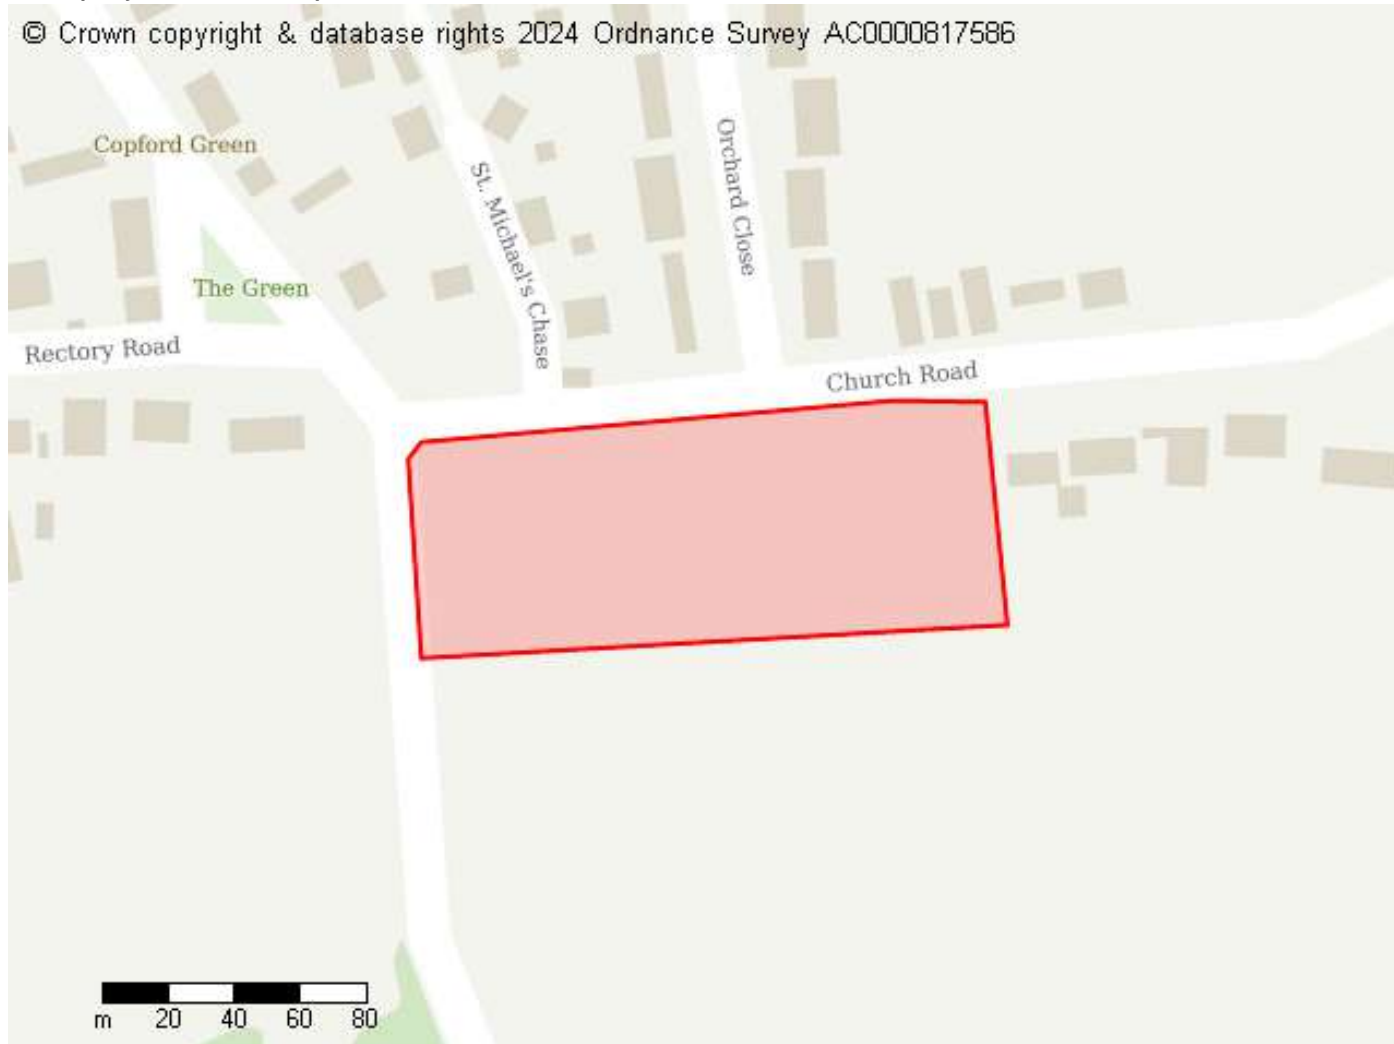 © Crown copyright & database rights 2024 Ordnance Survey AC0000817586
Copford Green
St. Michael's Chase
Orchard Close
The Green
Rectory Road
Church Road
m 20 40 60 80